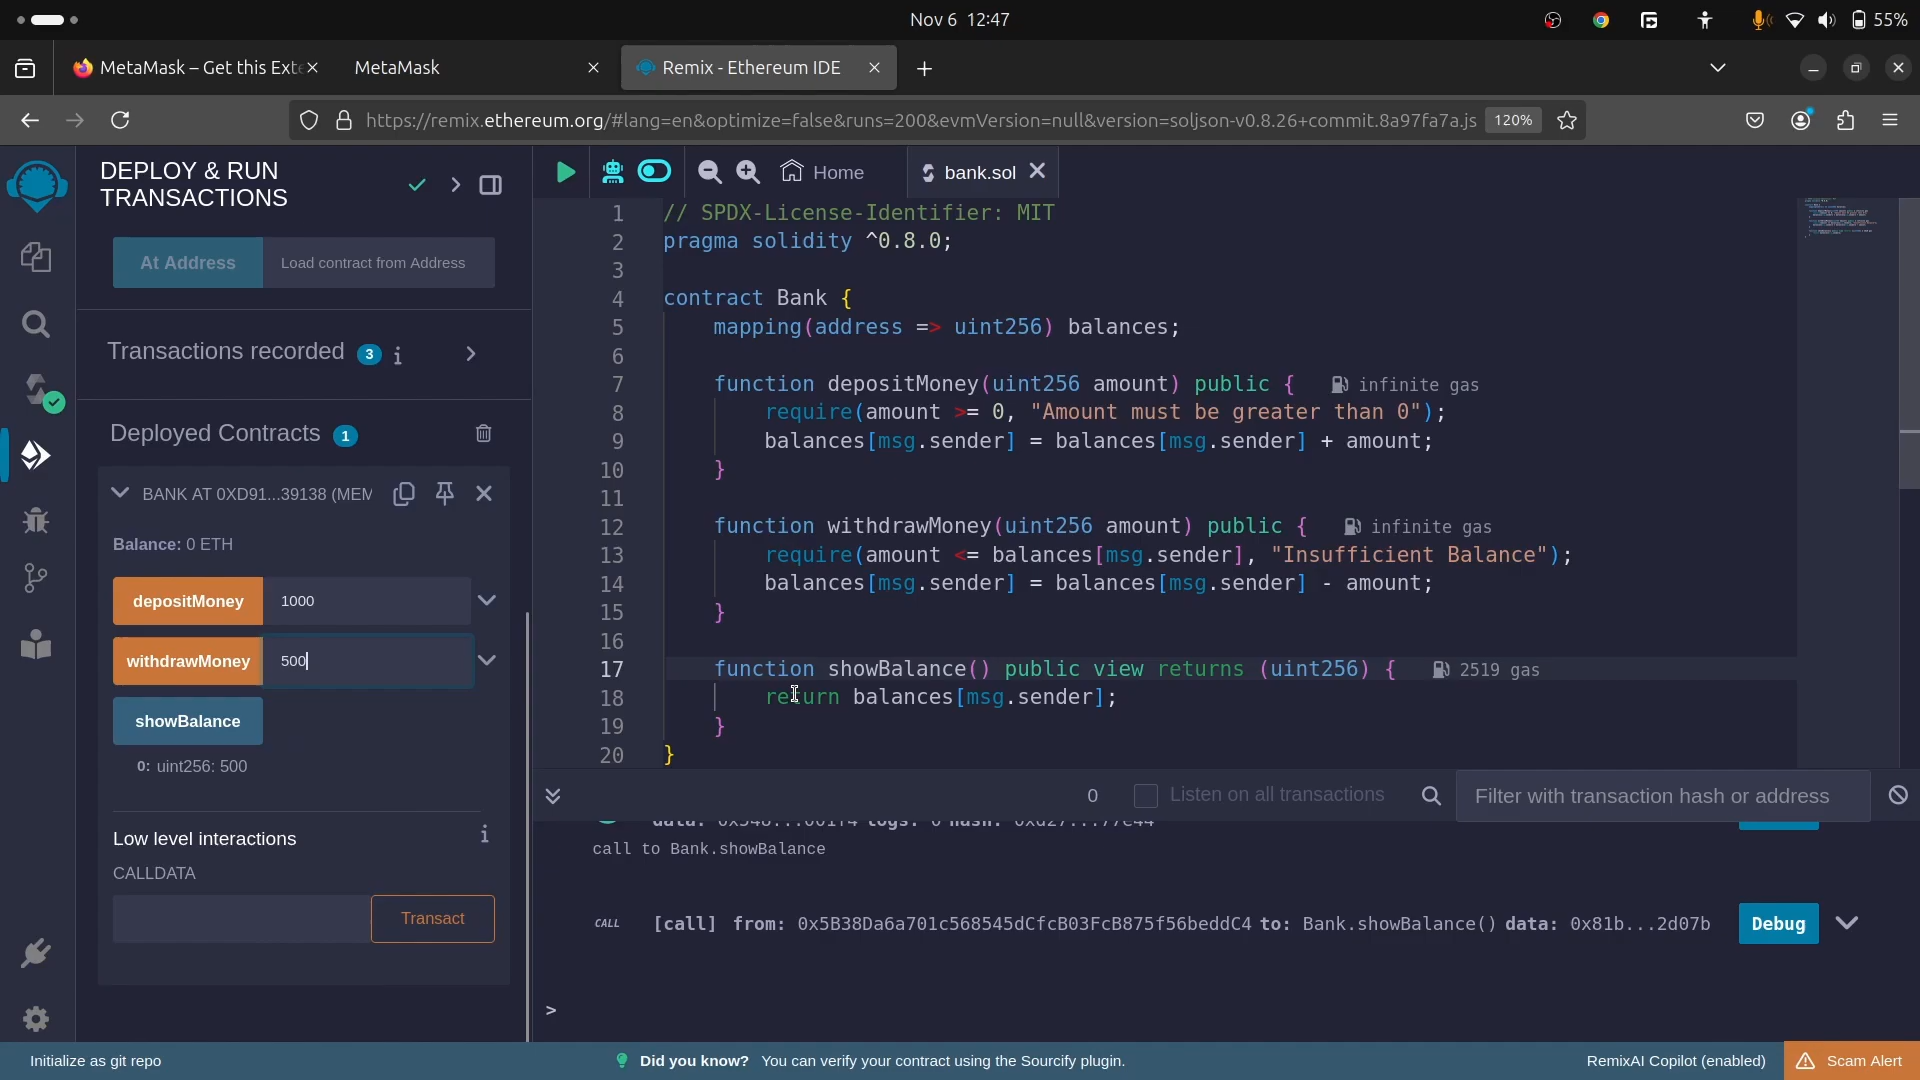 Nov 6 12:47
55%
MetaMask – Get this Exte
MetaMask
Remix - Ethereum IDE
https://remix.ethereum.org/#lang=en&optimize=false&runs=200&evmVersion=null&version=soljson-v0.8.26+commit.8a97fa7a.js
120%
DEPLOY & RUN
TRANSACTIONS
At Address
Load contract from Address
Transactions recorded 3
Deployed Contracts 1
BANK AT 0XD91...39138 (MEM
Balance: 0 ETH
depositMoney 1000
withdrawMoney 500
showBalance
0: uint256: 500
Low level interactions
CALLDATA
Transact
Home
bank.sol
1 // SPDX-License-Identifier: MIT
2 pragma solidity ^0.8.0;
3
4 contract Bank {
5 mapping(address => uint256) balances;
6
7 function depositMoney(uint256 amount) public { infinite gas
8 require(amount >= 0, "Amount must be greater than 0");
9 balances[msg.sender] = balances[msg.sender] + amount;
10 }
11
12 function withdrawMoney(uint256 amount) public { infinite gas
13 require(amount <= balances[msg.sender], "Insufficient Balance");
14 balances[msg.sender] = balances[msg.sender] - amount;
15 }
16
17 function showBalance() public view returns (uint256) { 2519 gas
18 return balances[msg.sender];
19 }
20 }
0
Listen on all transactions
Filter with transaction hash or address
data: 0x548...001f4 logs: 0 hash: 0xd27...77e44
call to Bank.showBalance
CALL [call] from: 0x5B38Da6a701c568545dCfcB03FcB875f56beddC4 to: Bank.showBalance() data: 0x81b...2d07b
Debug
>
Initialize as git repo
Did you know? You can verify your contract using the Sourcify plugin.
RemixAI Copilot (enabled)
Scam Alert